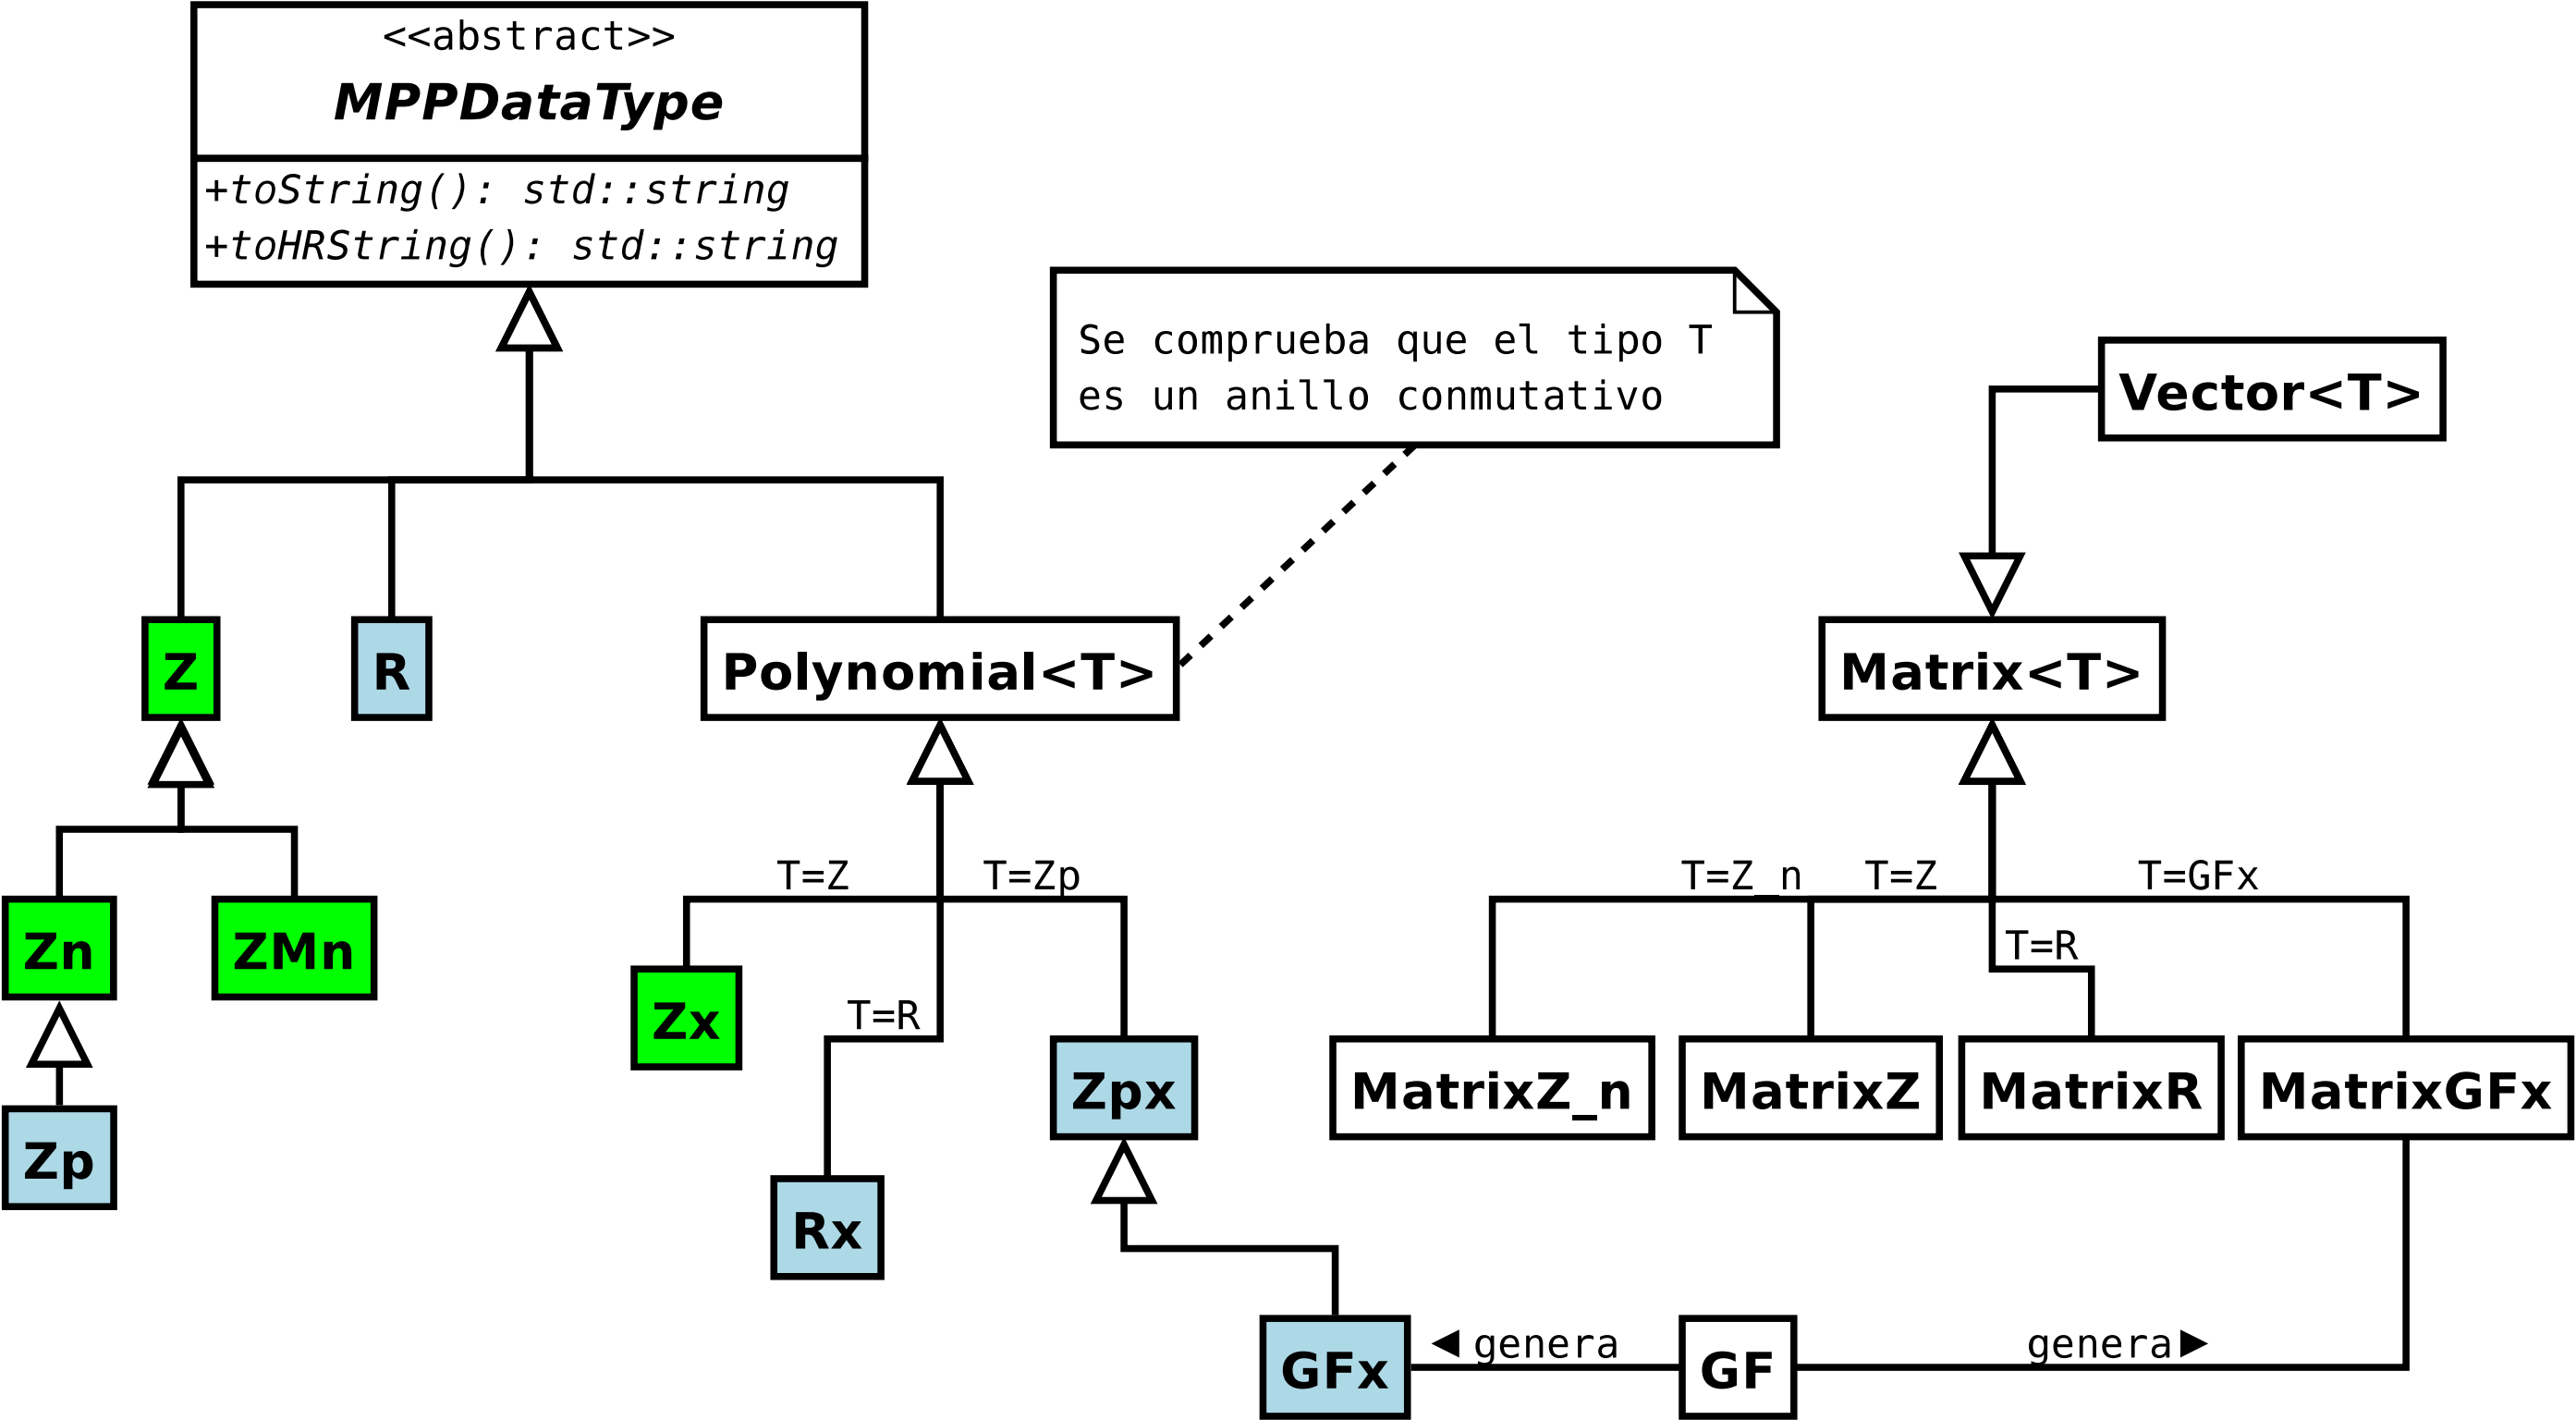 <<abstract>>
MPPDataType
+toString(): std::string
+toHRString(): std::string
Se comprueba que el tipo T
es un anillo conmutativo
Vector<T>
Z
R
Polynomial<T>
Matrix<T>
T=Z
T=Zp
T=Z_n
T=Z
T=GFx
Zn
ZMn
T=R
Zx
T=R
Zpx
MatrixZ_n
MatrixZ
MatrixR
MatrixGFx
Zp
Rx
GFx
◀ genera
GF
genera▶